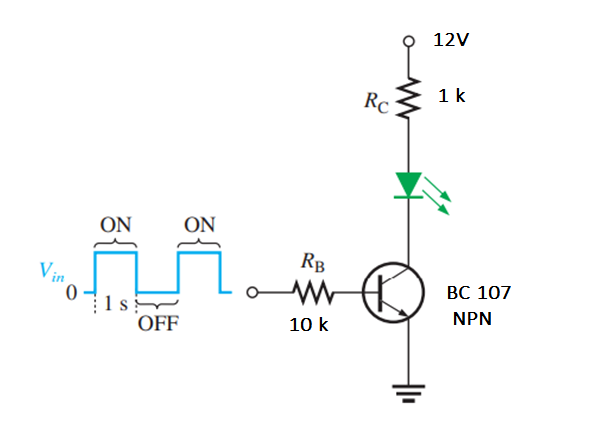 12V
RC
1 k
ON
ON
Vin
0
1 s
OFF
RB
10 k
BC 107
NPN